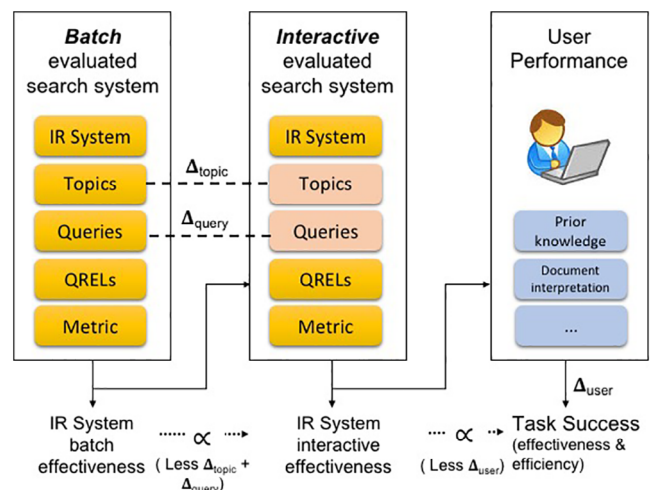 Batch
evaluated
search system
IR System
Topics
Queries
QRELs
Metric
Δtopic
Δquery
Interactive
evaluated
search system
IR System
Topics
Queries
QRELs
Metric
User
Performance
Prior
knowledge
Document
interpretation
...
Δuser
IR System
batch
effectiveness
∝
( Less Δtopic +
Δquery)
IR System
interactive
effectiveness
∝
( Less Δuser)
Task Success
(effectiveness &
efficiency)